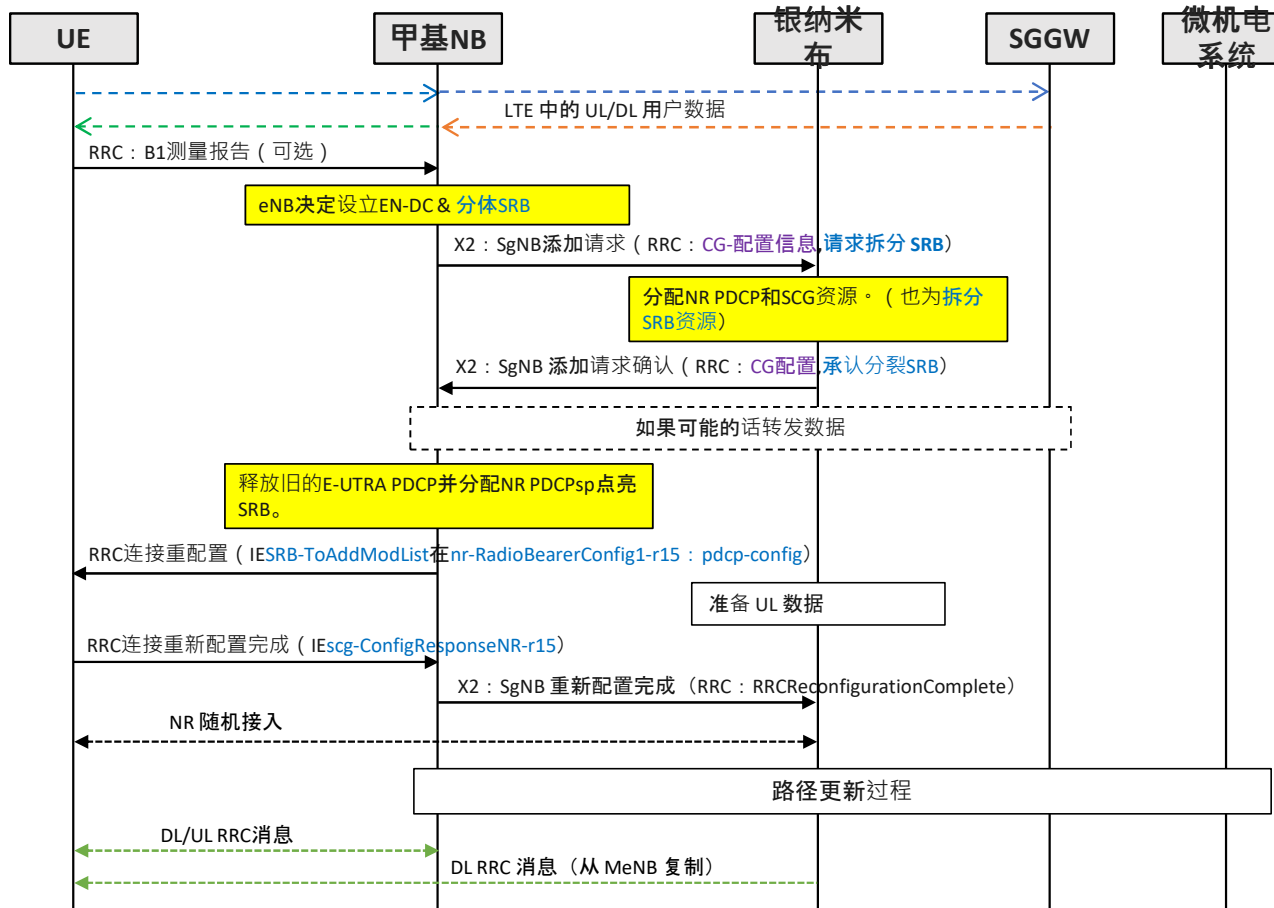 UE
甲基NB
银纳米
布
SGGW
微机电
系统
LTE 中的 UL/DL 用户数据
RRC：B1测量报告（可选）
eNB决定设立EN-DC & 分体SRB
X2：SgNB添加请求（RRC：CG-配置信息,请求拆分 SRB）
分配NR PDCP和SCG资源。（也为拆分
SRB资源）
X2：SgNB 添加请求确认（RRC：CG配置,承认分裂SRB）
如果可能的话转发数据
释放旧的E-UTRA PDCP并分配NR PDCPsp点亮
SRB。
RRC连接重配置（IESRB-ToAddModList在nr-RadioBearerConfig1-r15：pdcp-config）
准备 UL 数据
RRC连接重新配置完成（IEscg-ConfigResponseNR-r15）
X2：SgNB 重新配置完成（RRC：RRCReconfigurationComplete）
NR 随机接入
路径更新过程
DL/UL RRC消息
DL RRC 消息（从 MeNB 复制）